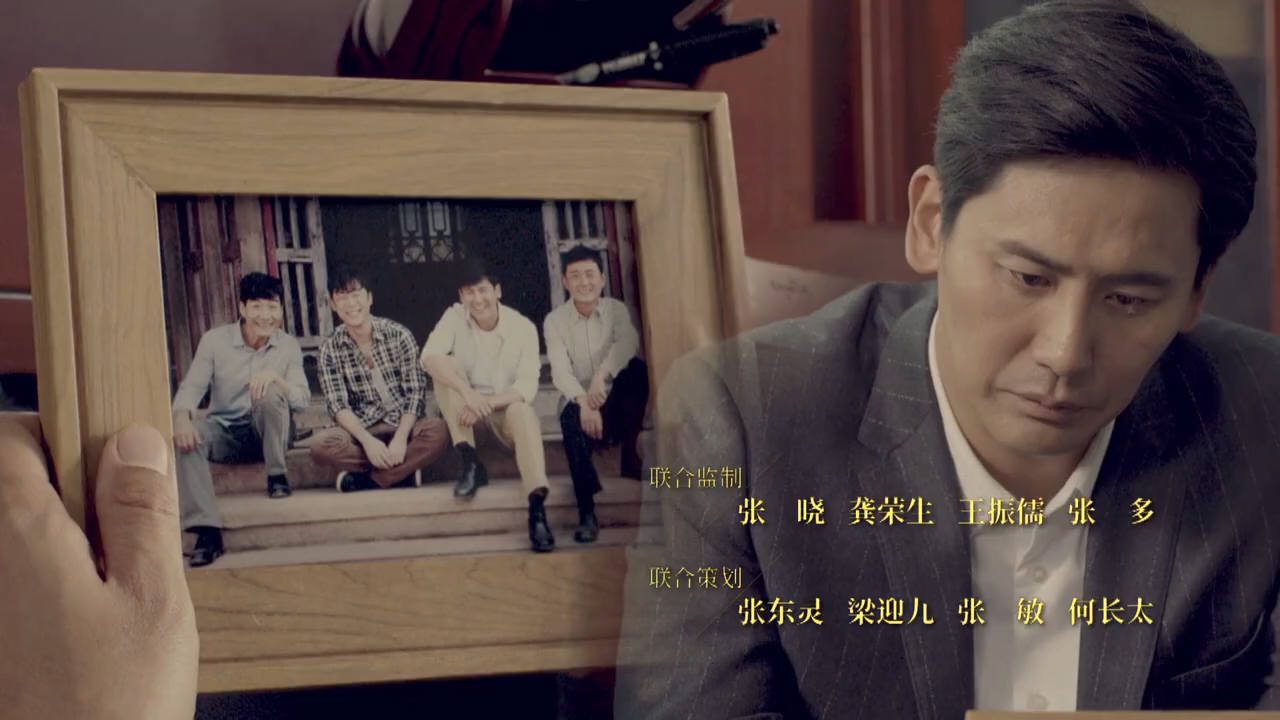 联合监制
张　晓 龚荣生 王振儒 张　多
联合策划
张东灵 梁迎九 张　敏 何长太